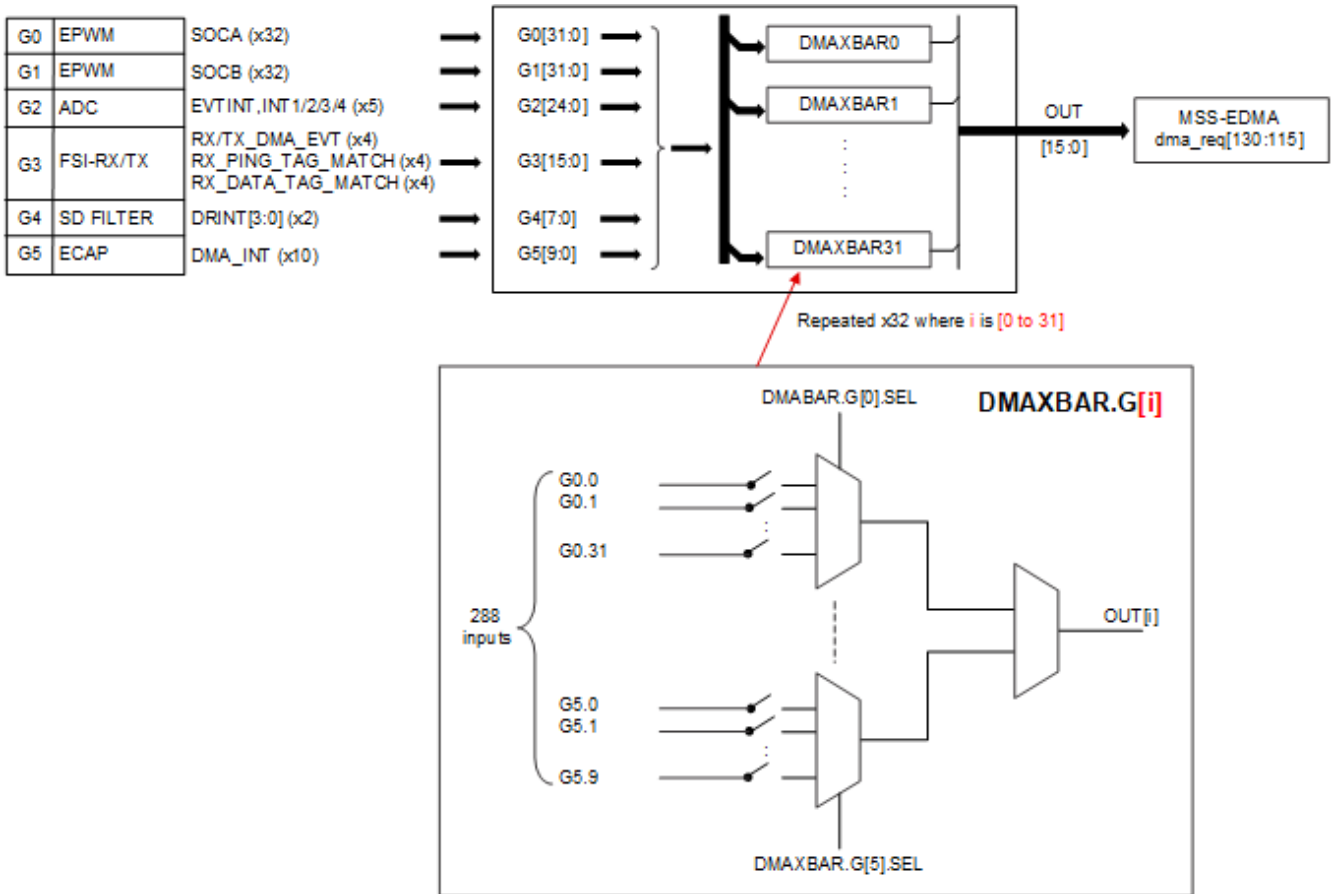 G0 EPWM SOCA (x32) G0[31:0]
G1 EPWM SOCB (x32) G1[31:0]
G2 ADC EVTINT,INT1/2/3/4 (x5) G2[24:0]
G3 FSI-RX/TX
RX/TX_DMA_EVT (x4)
RX_PING_TAG_MATCH (x4)
RX_DATA_TAG_MATCH (x4)
G3[15:0]
G4 SD FILTER DRINT[3:0] (x2) G4[7:0]
G5 ECAP DMA_INT (x10) G5[9:0]
DMAXBAR0
DMAXBAR1
DMAXBAR31
OUT
[15:0]
MSS-EDMA
dma_req[130:115]
Repeated x32 where i is [0 to 31]
DMABAR.G[0].SEL
DMAXBAR.G[i]
G0.0
G0.1
G0.31
288
inputs
OUT[i]
G5.0
G5.1
G5.9
DMAXBAR.G[5].SEL